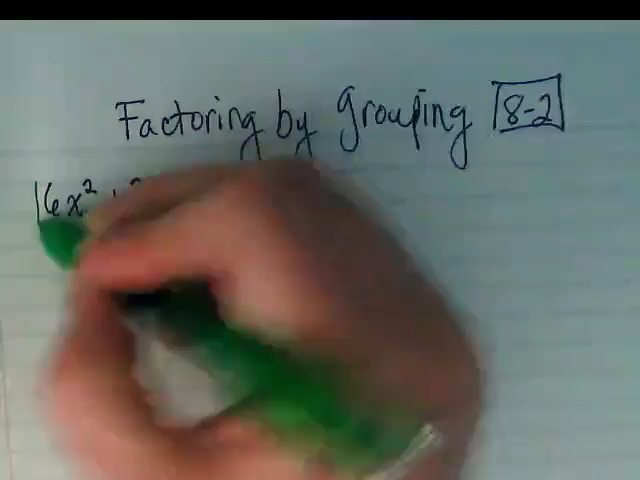 Factoring by grouping 8-2
16x² +